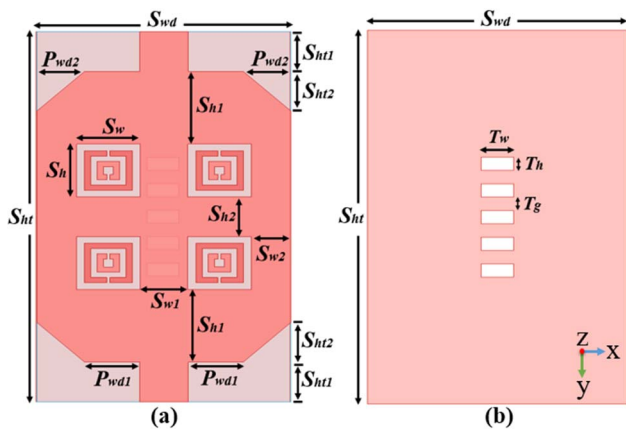 Swd
Swd
Sht1
Pwd2
Pwd2
Sht2
Sh1
Sw
Tw
Sh
Th
Tg
Sh2
Sht
Sht
Sw2
Sw1
Sh1
Sht2
z
x
Pwd1
Pwd1
y
Sht1
(a)
(b)